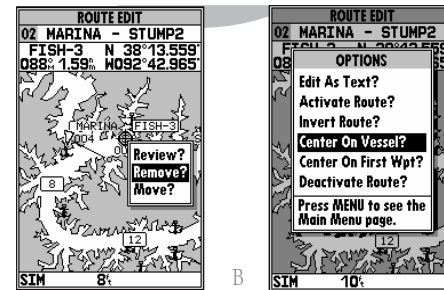 ROUTE EDIT
02 MARINA - STUMP2
FISH-3 N 38°13.559'
088°M 1.59 W092°42.965'
MARINA
FISH-3
004
Review?
Remove?
Move?
8
12
SIM 8
B
ROUTE EDIT
02 MARINA - STUMP2
OPTIONS
Edit As Text?
Activate Route?
Invert Route?
Center On Vessel?
Center On First Wpt?
Deactivate Route?
Press MENU to see the
Main Menu page.
12
SIM 10